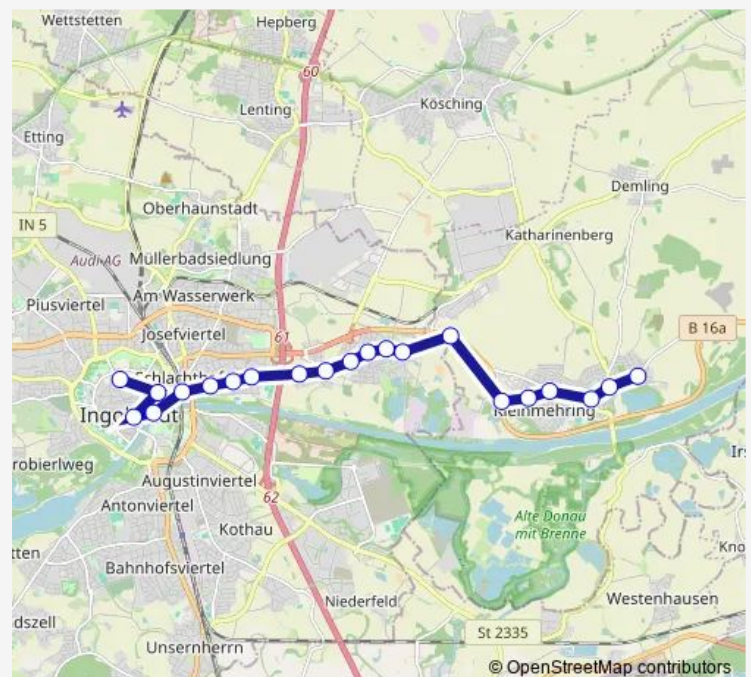 Wettstetten
Hepberg
60
Lenting
Kösching
Etting
Demling
Oberhaunstadt
IN 5
Katharinenberg
Audi AG
Müllerbadsiedlung
Piusviertel
Am Wasserwerk
Josefviertel
61
B 16a
Schlachthof
Ingolstadt
Kleinmehring
robierlweg
Augustinviertel
Irs
62
Antonviertel
Alte Donau
mit Brenne
Kothau
tten
Kno
Bahnhofsviertel
Niederfeld
Westenhausen
dszell
St 2335
Unsernherrn
© OpenStreetMap contributors